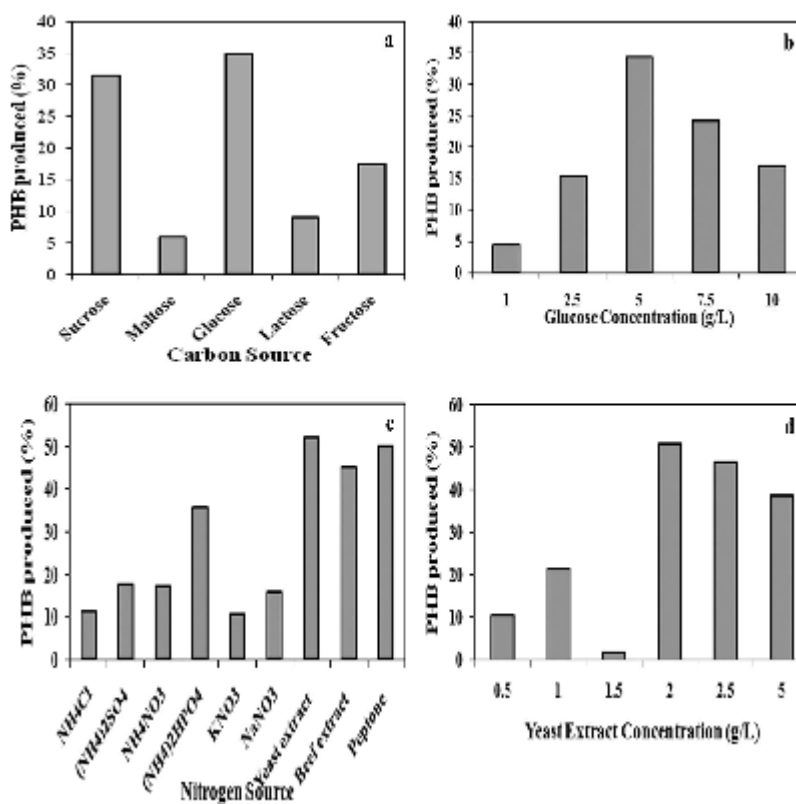 a
PHB produced (%)
40
35
30
25
20
15
10
5
0
Sucrose
Maltose
Glucose
Lactose
Fructose
Carbon Source
b
PHB produced (%)
40
35
30
25
20
15
10
5
0
1 2.5 5 7.5 10
Glucose Concentration (g/L)
c
PHB produced (%)
60
50
40
30
20
10
0
NH4Cl
(NH4)2SO4
NH4NO3
(NH4)2HPO4
KNO3
NaNO3
Yeast extract
Beef extract
Peptone
Nitrogen Source
d
PHB produced (%)
60
50
40
30
20
10
0
0.5 1 1.5 2 2.5 5
Yeast Extract Concentration (g/L)